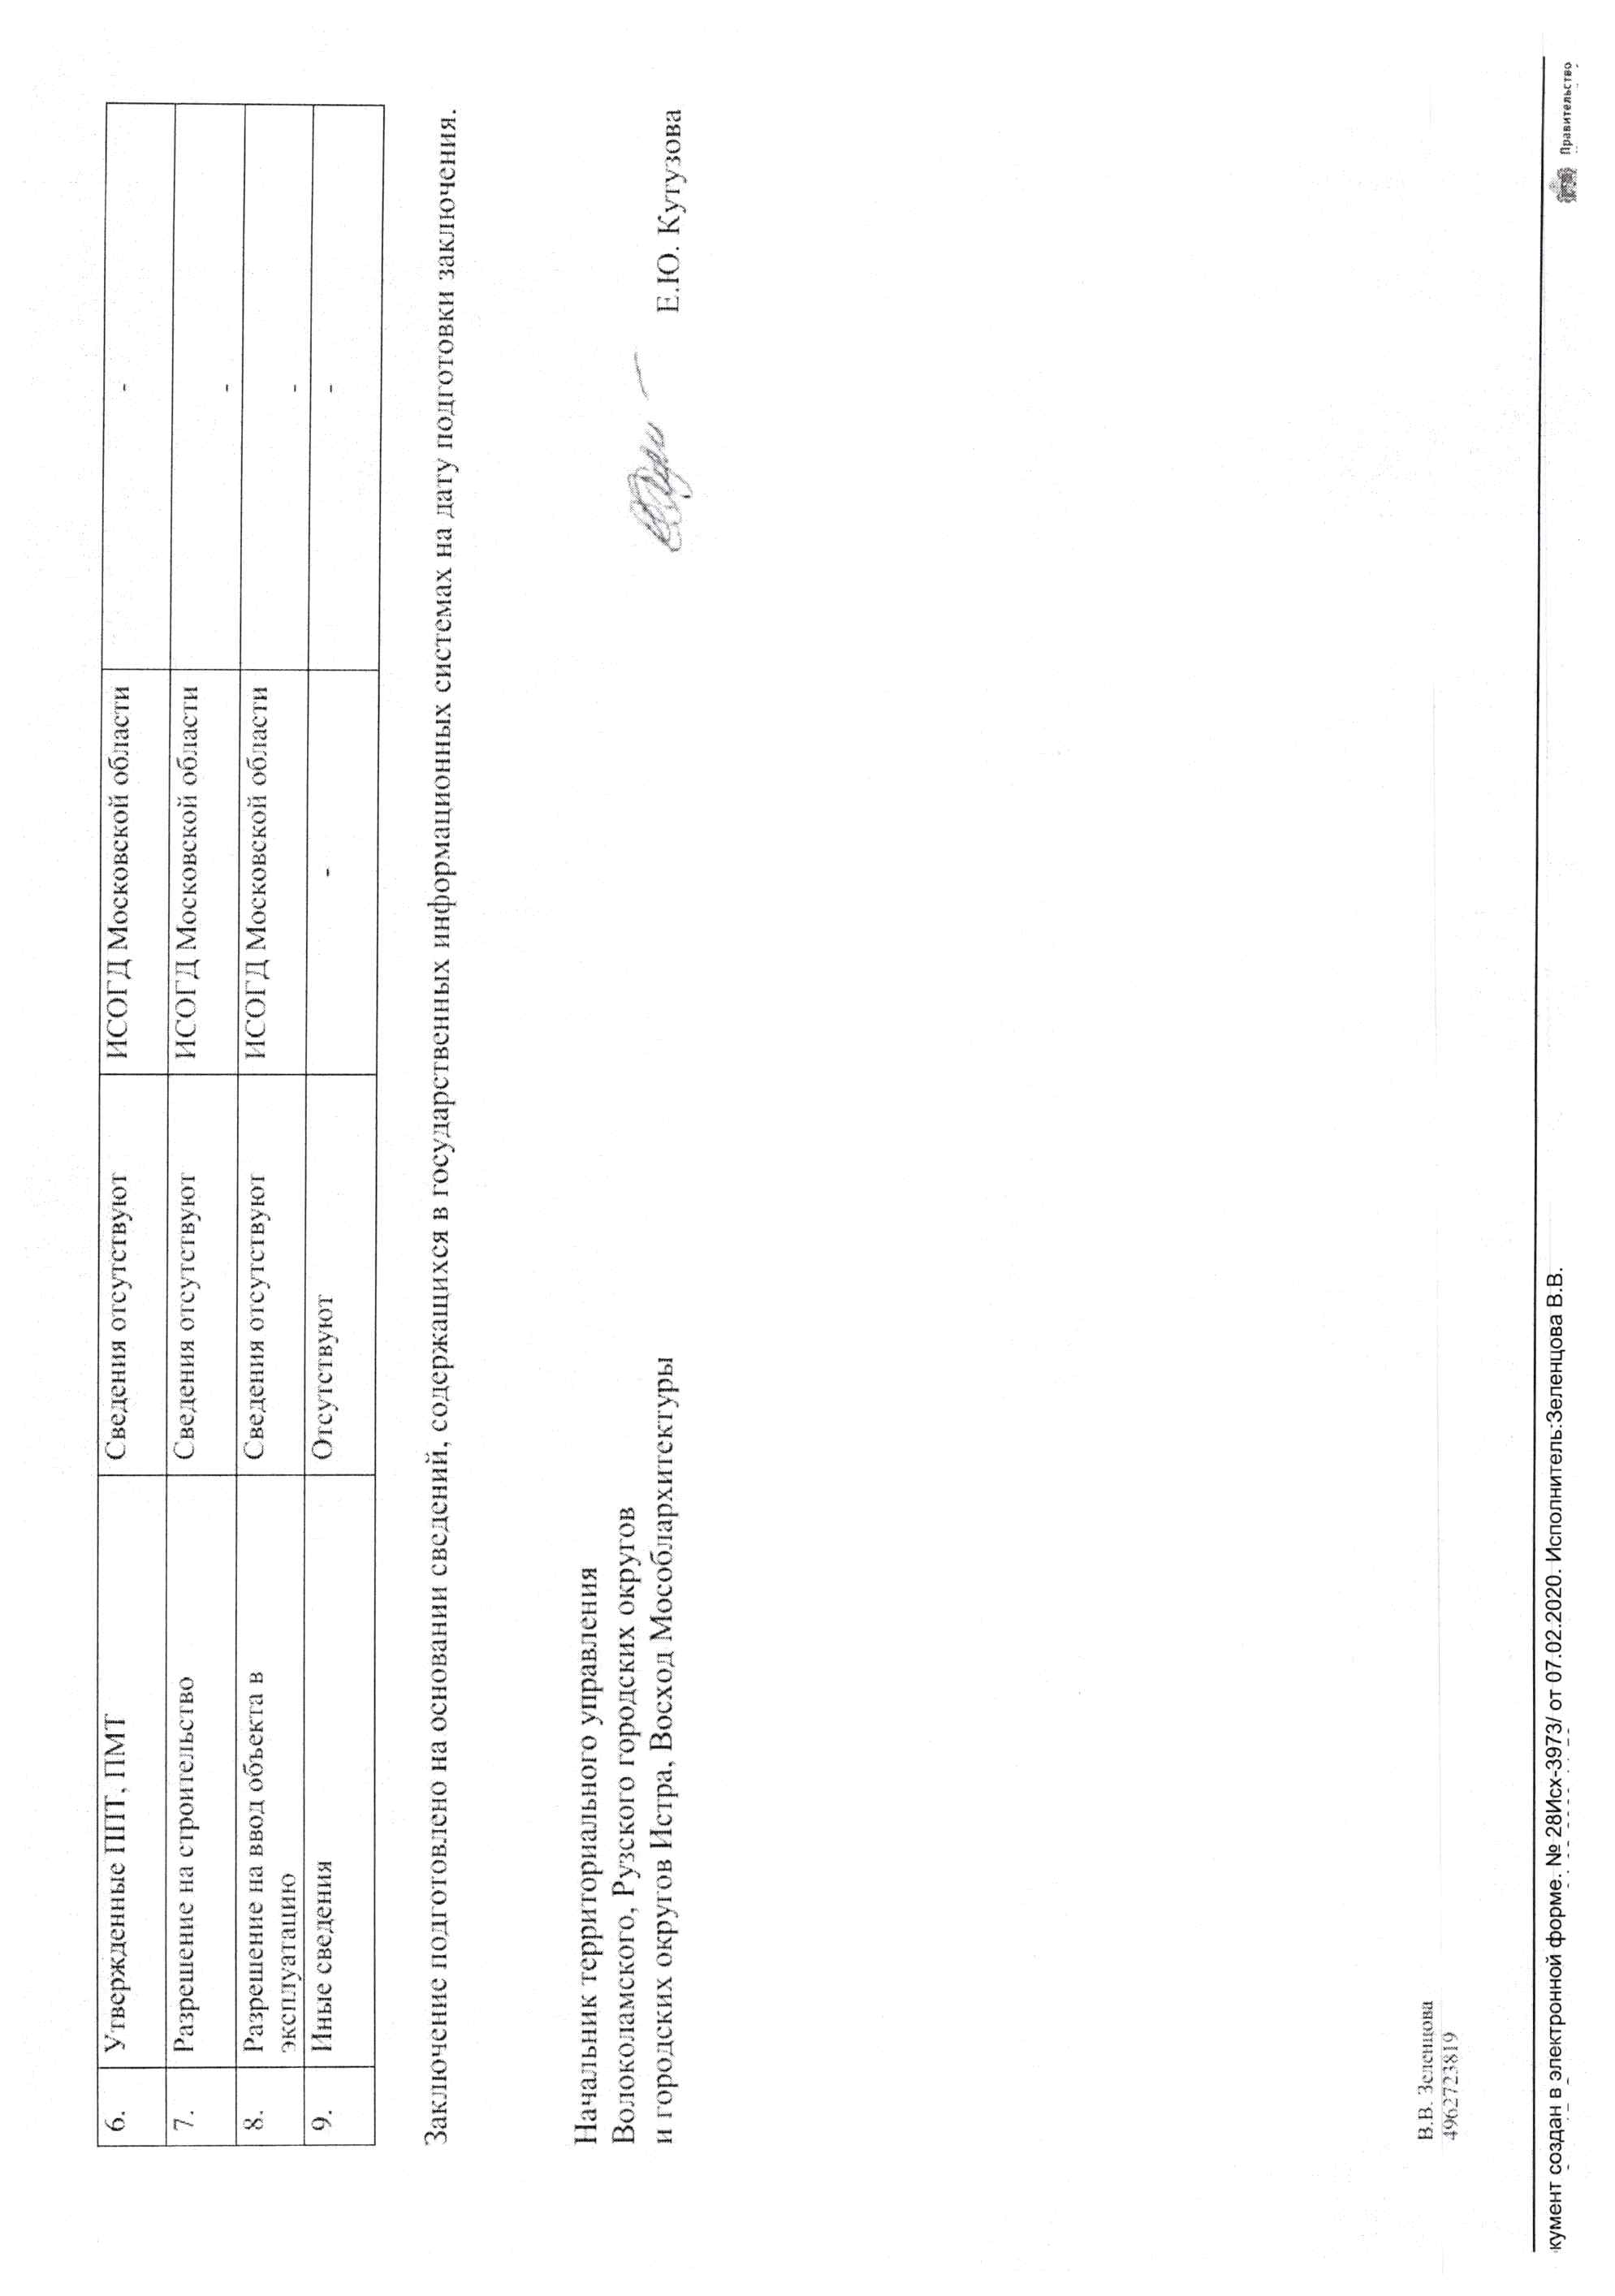 6. Утвержденные ППТ, ПМТ Сведения отсутствуют ИСОГД Московской области -
7. Разрешение на строительство Сведения отсутствуют ИСОГД Московской области -
8. Разрешение на ввод объекта в Сведения отсутствуют ИСОГД Московской области -
эксплуатацию
9. Иные сведения Отсутствуют - -
Заключение подготовлено на основании сведений, содержащихся в государственных информационных системах на дату подготовки заключения.
Начальник территориального управления
Волоколамского, Рузского городских округов
и городских округов Истра, Восход Мособлархитектуры Е.Ю. Кутузова
В.В. Зеленцова
4962723819
кумент создан в электронной форме. № 28Исх-3973/ от 07.02.2020. Исполнитель:Зеленцова В.В.
Правительство